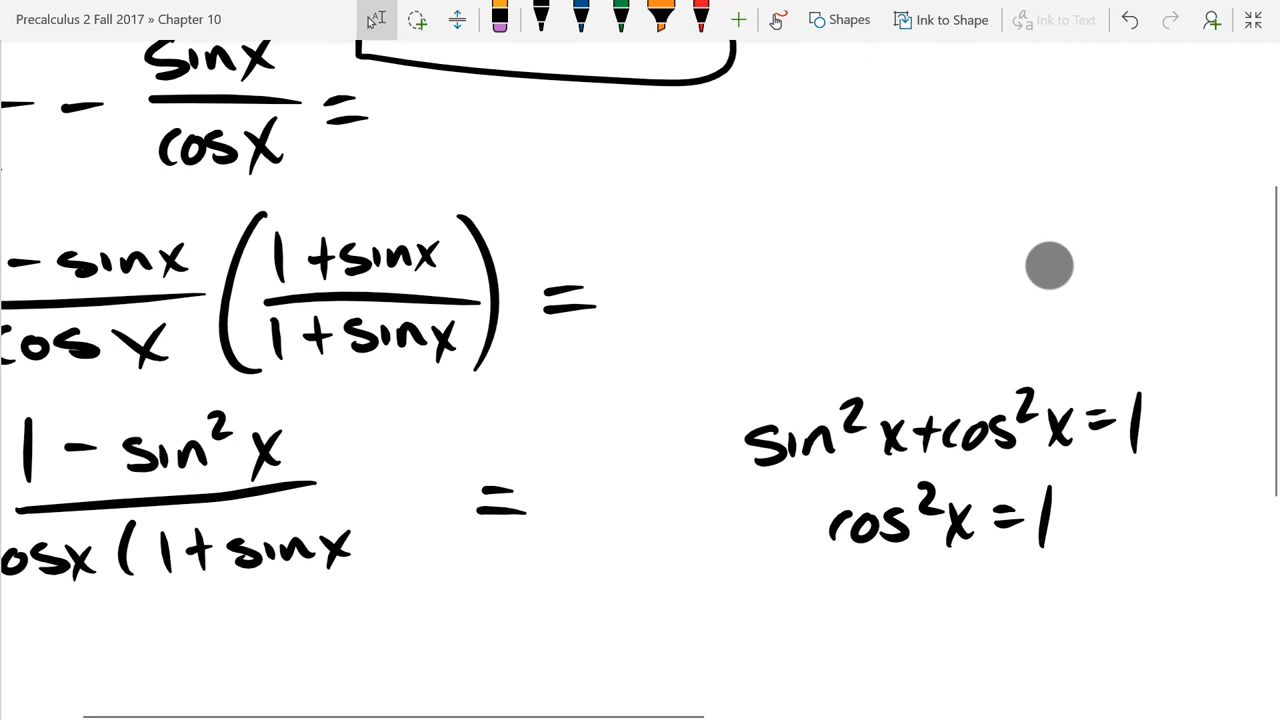 Precalculus 2 Fall 2017 » Chapter 10
Shapes
Ink to Shape
Ink to Text
- - sinx/cosx =
- sinx/cosx (1+sinx/1+sinx) =
1 - sin²x/osx (1+sinx =
sin²x+cos²x=1
cos²x=1